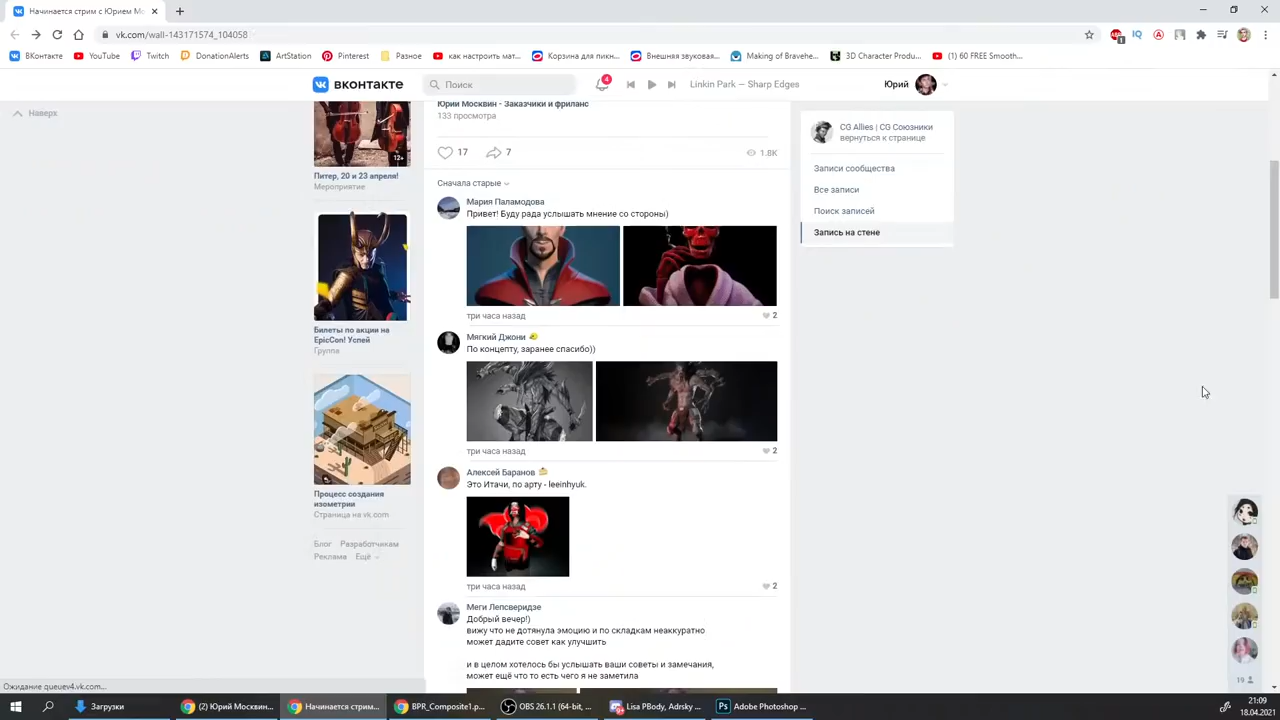 Начинается стрим с Юрием Мо
vk.com/wall-143171574_104058
ВКонтакте
YouTube
Twitch
DonationAlerts
ArtStation
Pinterest
Разное
как настроить мат...
Корзина для пикн...
Внешняя звуковая...
Making of Bravehe...
3D Character Produ...
(1) 60 FREE Smooth...
вконтакте
Поиск
4
Linkin Park — Sharp Edges
Юрий
Наверх
12+
Питер, 20 и 23 апреля!
Мероприятие
Билеты по акции на
EpicCon! Успей
Группа
Процесс создания
изометрии
Страница на vk.com
Блог Разработчикам
Реклама Ещё
Юрий Москвин - Заказчики и фриланс
133 просмотра
17
7
1.8K
Сначала старые
Мария Паламодова
Привет! Буду рада услышать мнение со стороны)
три часа назад
2
Мягкий Джони
По концепту, заранее спасибо))
три часа назад
2
Алексей Баранов
Это Итачи, по арту - leeinhyuk.
три часа назад
2
Меги Лепсверидзе
Добрый вечер!)
вижу что не дотянула эмоцию и по складкам неаккуратно
может дадите совет как улучшить
и в целом хотелось бы услышать ваши советы и замечания,
может ещё что то есть чего я не заметила
CG Allies | CG Союзники
вернуться к странице
Записи сообщества
Все записи
Поиск записей
Запись на стене
19
Ожидание queuev4.vk.com...
Загрузки
(2) Юрий Москвин...
Начинается стрим...
BPR_Composite1.p...
OBS 26.1.1 (64-bit, ...
9+
Lisa PBody, Adrsky ...
Adobe Photoshop ...
21:09
18.04.2021